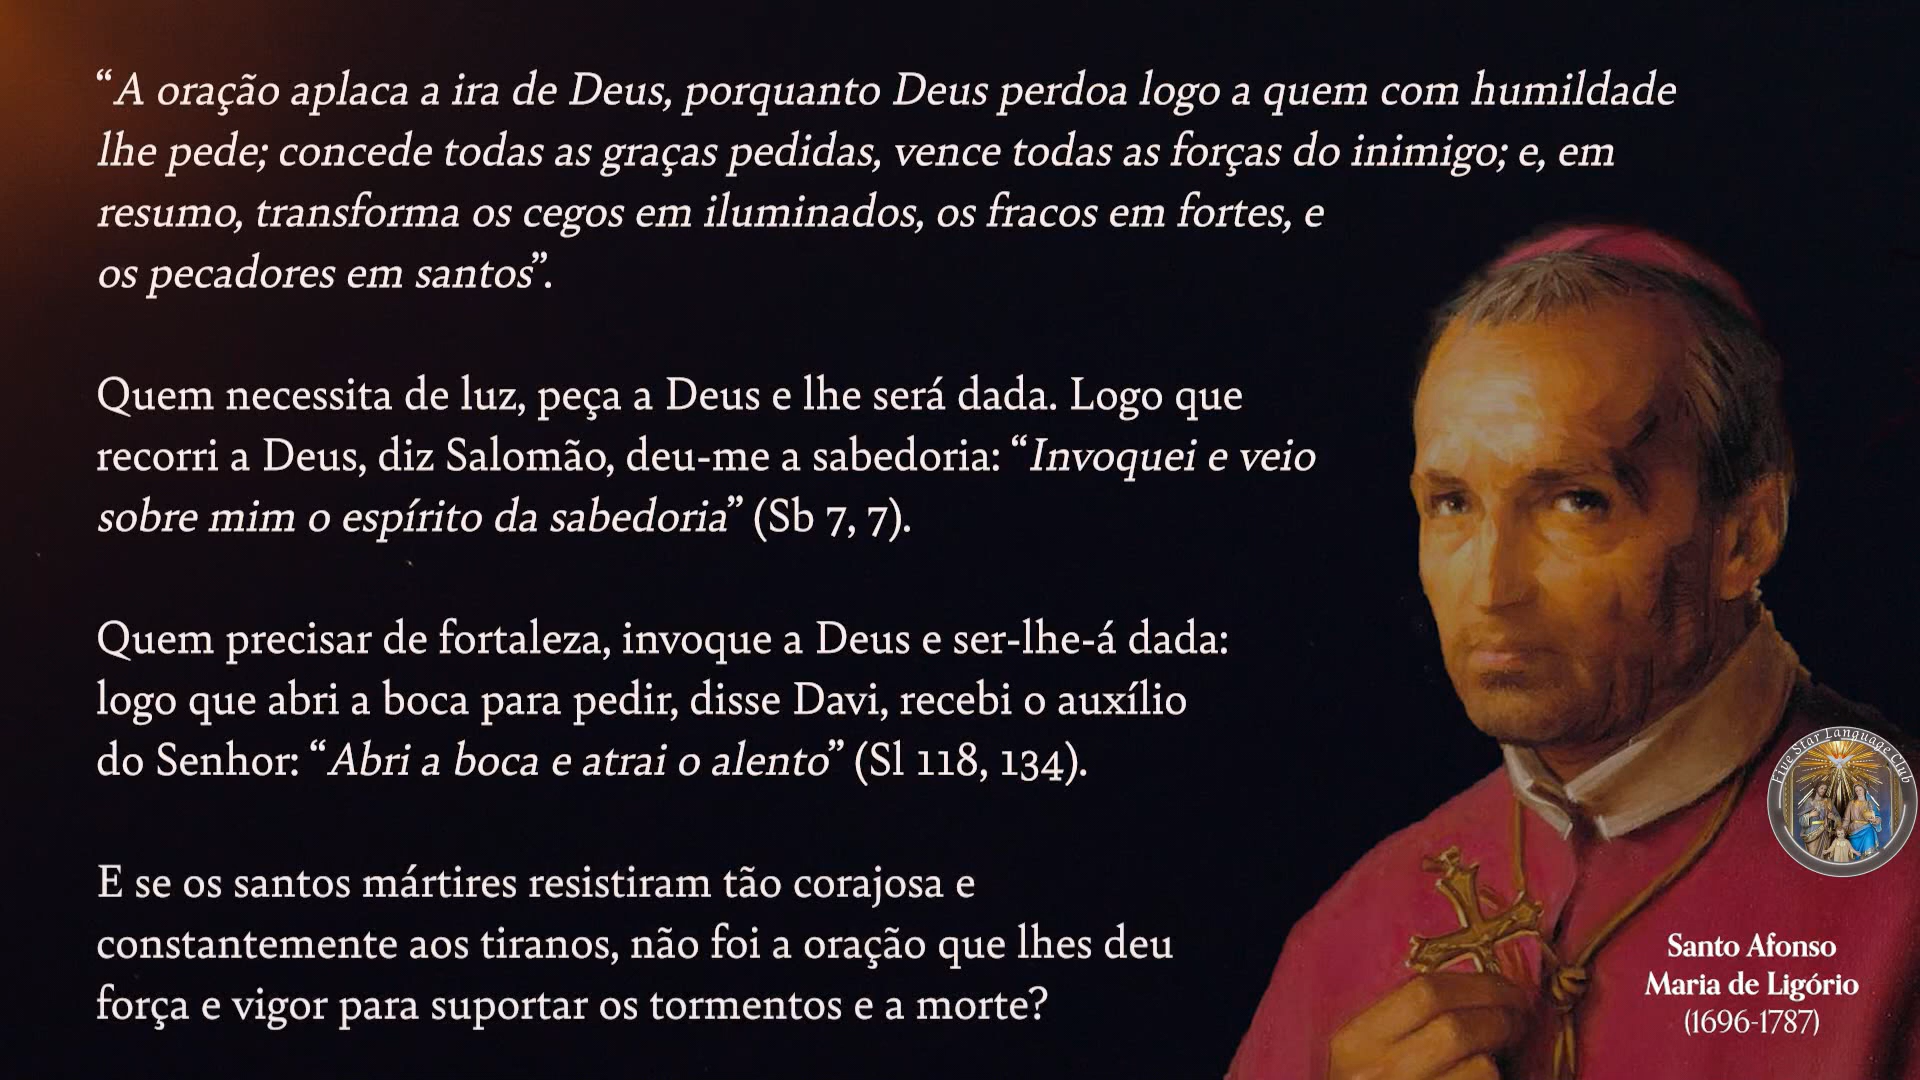 “A oração aplaca a ira de Deus, porquanto Deus perdoa logo a quem com humildade
lhe pede; concede todas as graças pedidas, vence todas as forças do inimigo; e, em
resumo, transforma os cegos em iluminados, os fracos em fortes, e
os pecadores em santos”.
Quem necessita de luz, peça a Deus e lhe será dada. Logo que
recorri a Deus, diz Salomão, deu-me a sabedoria: “Invoquei e veio
sobre mim o espírito da sabedoria” (Sb 7, 7).
Quem precisar de fortaleza, invoque a Deus e ser-lhe-á dada:
logo que abri a boca para pedir, disse Davi, recebi o auxílio
do Senhor: “Abri a boca e atrai o alento” (Sl 118, 134).
E se os santos mártires resistiram tão corajosa e
constantemente aos tiranos, não foi a oração que lhes deu
força e vigor para suportar os tormentos e a morte?
Five Star Language Club
Santo Afonso
Maria de Ligório
(1696-1787)